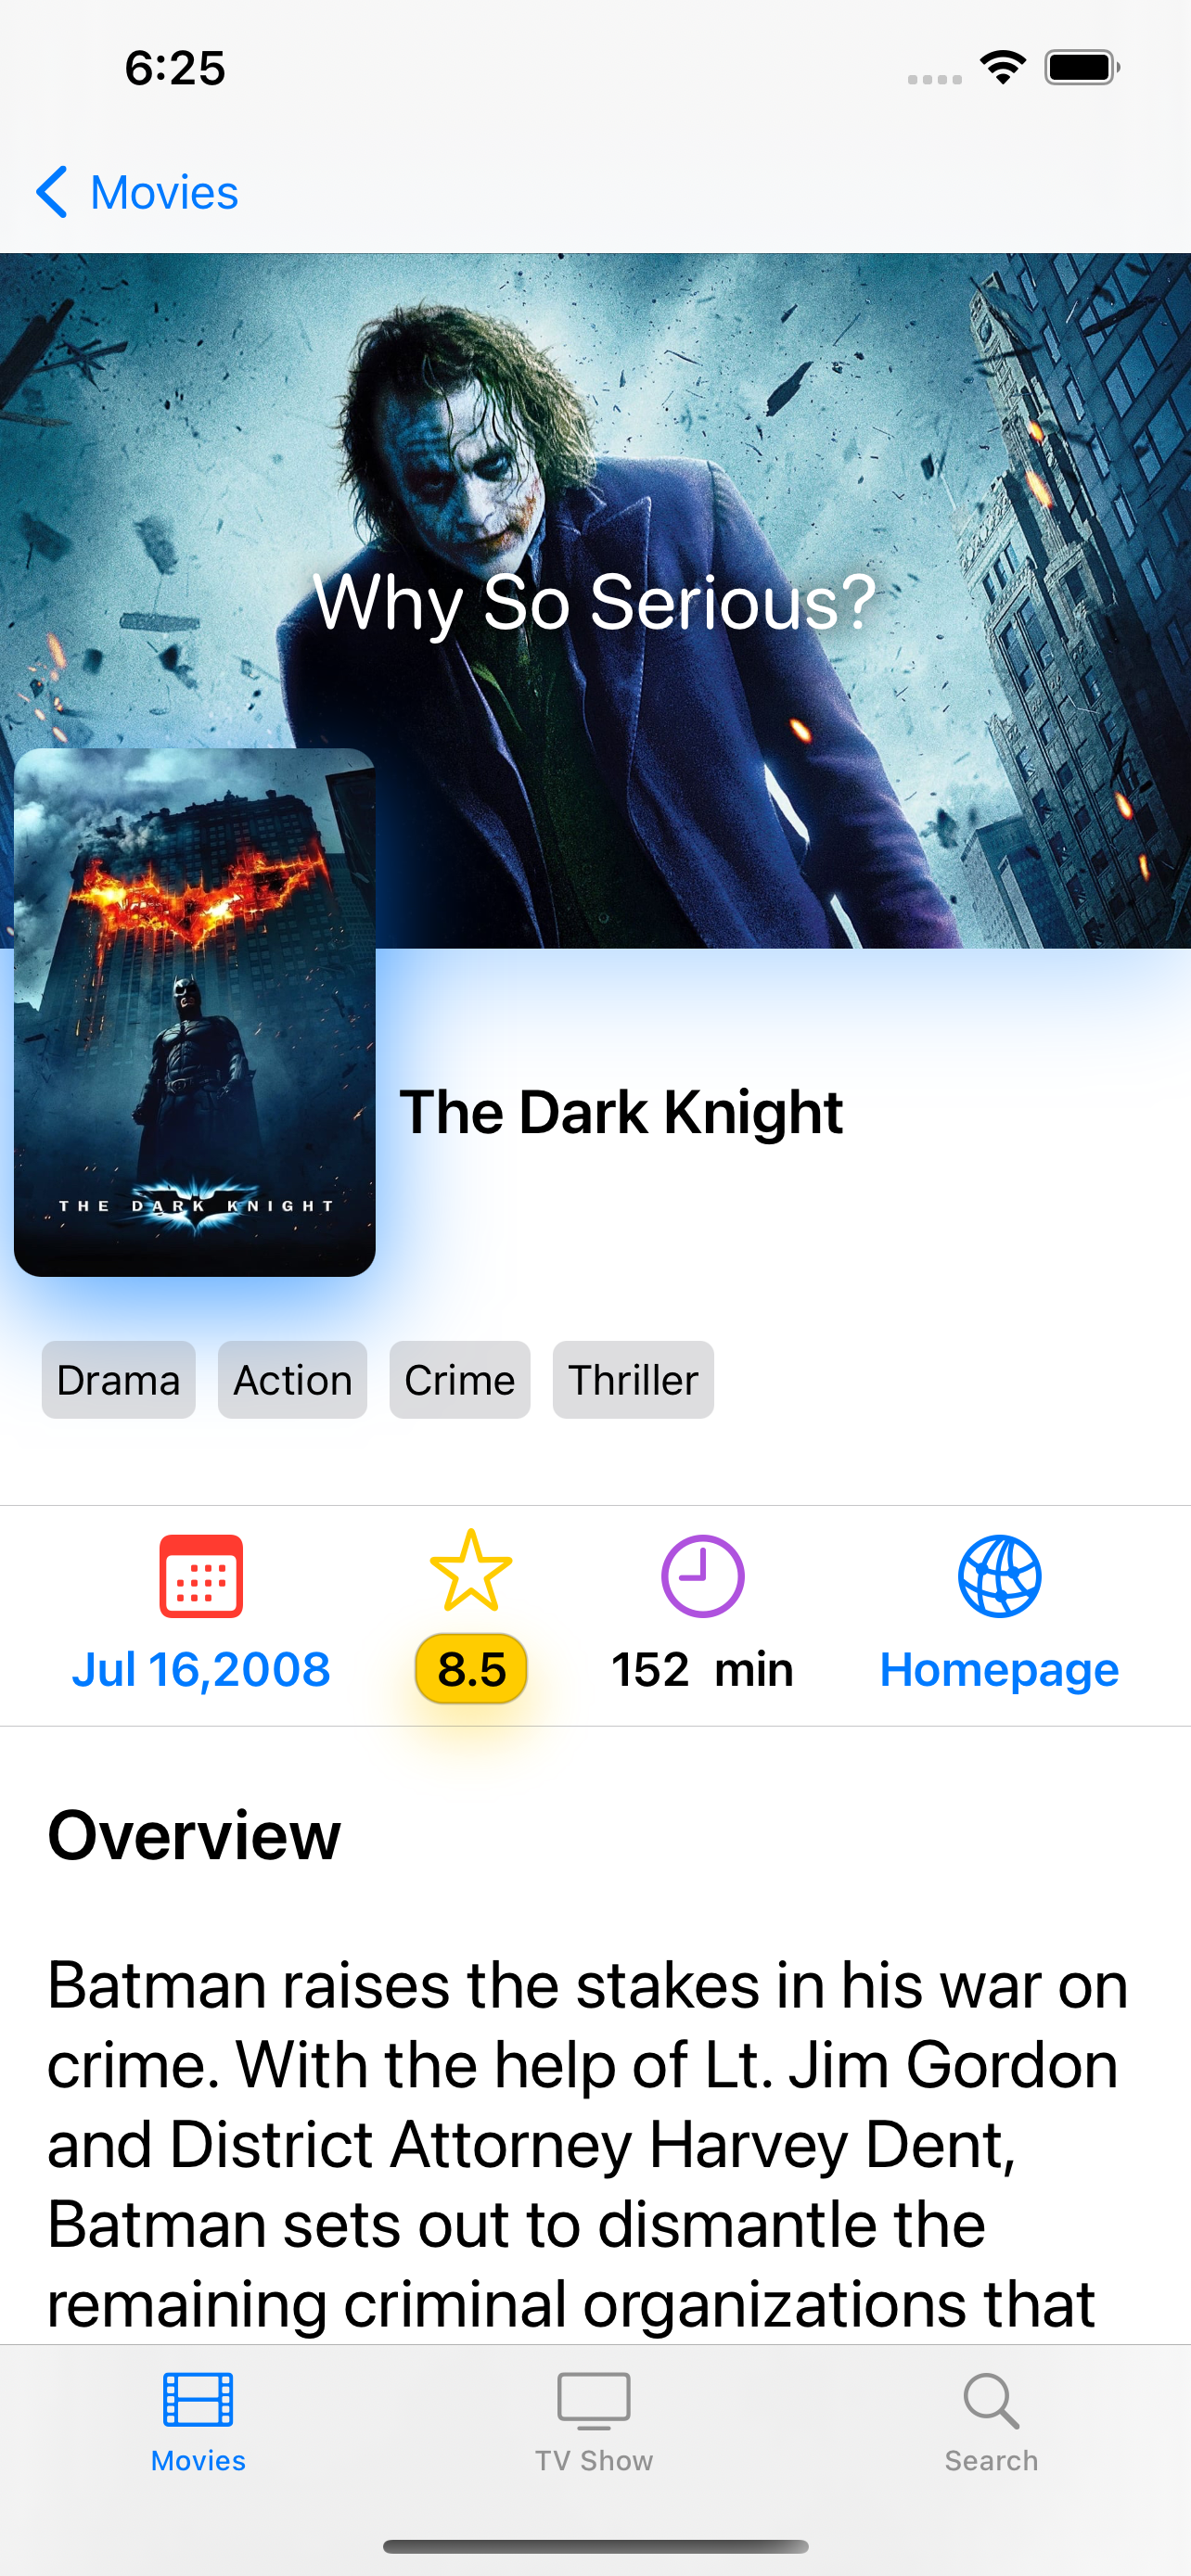 6:25
Movies
Why So Serious?
THE DARK KNIGHT
The Dark Knight
Drama
Action
Crime
Thriller
Jul 16,2008
8.5
152 min
Homepage
Overview
Batman raises the stakes in his war on
crime. With the help of Lt. Jim Gordon
and District Attorney Harvey Dent,
Batman sets out to dismantle the
remaining criminal organizations that
Movies
TV Show
Search